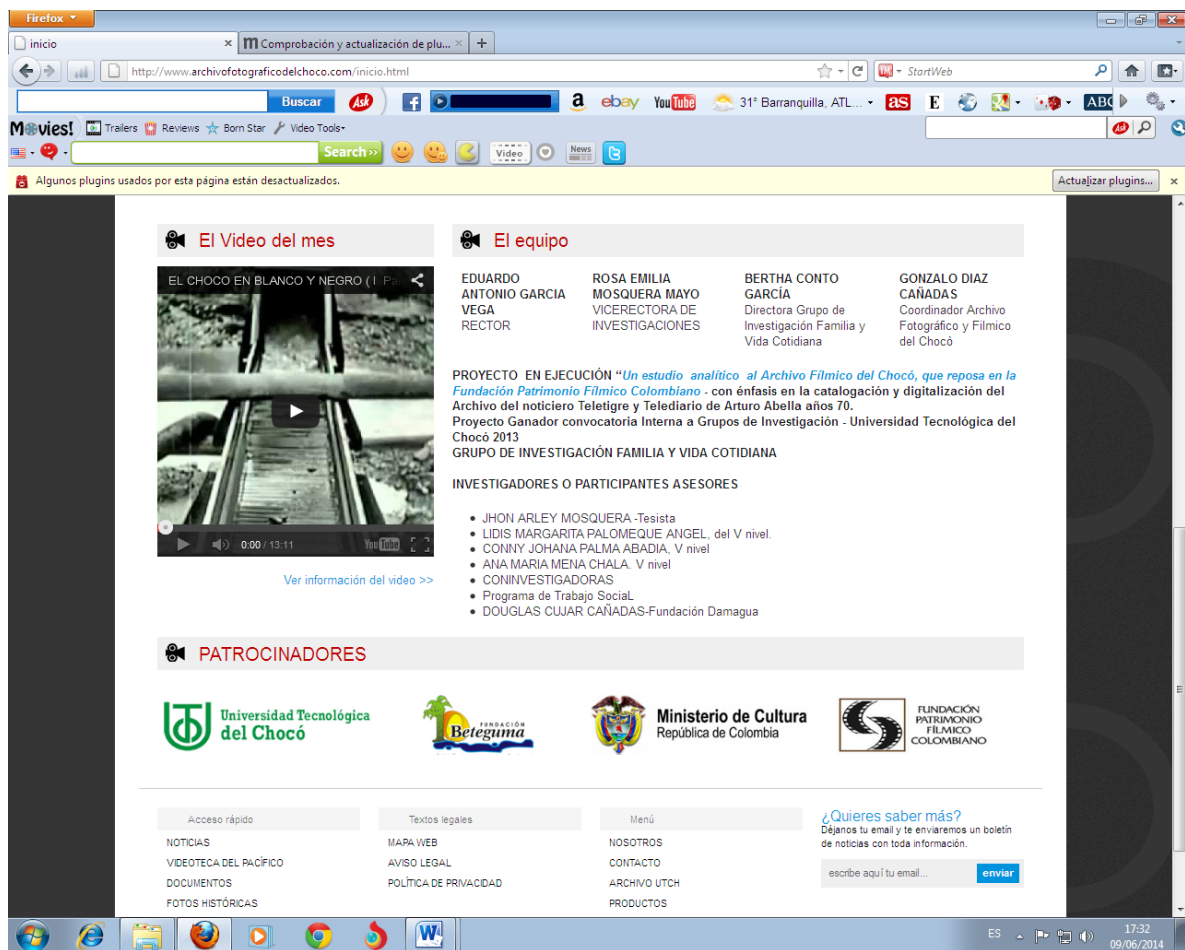 Firefox
inicio
Comprobación y actualización de plu...
http://www.archivofotograficodelchoco.com/inicio.html
StartWeb
Buscar
Ask
a ebay YouTube
31° Barranquilla, ATL...
as E
ABC
Movies! Trailers Reviews Born Star Video Tools
Search >>
Video
News
Algunos plugins usados por esta página están desactualizados.
Actualizar plugins...
El Video del mes
EL CHOCO EN BLANCO Y NEGRO ( I Pa
0:00 / 13:11
YouTube
Ver información del video >>
El equipo
EDUARDO
ANTONIO GARCIA
VEGA
RECTOR
ROSA EMILIA
MOSQUERA MAYO
VICERECTORA DE
INVESTIGACIONES
BERTHA CONTO
GARCÍA
Directora Grupo de
Investigación Familia y
Vida Cotidiana
GONZALO DIAZ
CAÑADAS
Coordinador Archivo
Fotográfico y Filmico
del Chocó
PROYECTO EN EJECUCIÓN “Un estudio analítico al Archivo Fílmico del Chocó, que reposa en la
Fundación Patrimonio Fílmico Colombiano - con énfasis en la catalogación y digitalización del
Archivo del noticiero Teletigre y Telediario de Arturo Abella años 70.
Proyecto Ganador convocatoria Interna a Grupos de Investigación - Universidad Tecnológica del
Chocó 2013
GRUPO DE INVESTIGACIÓN FAMILIA Y VIDA COTIDIANA
INVESTIGADORES O PARTICIPANTES ASESORES
JHON ARLEY MOSQUERA -Tesista
LIDIS MARGARITA PALOMEQUE ANGEL, del V nivel.
CONNY JOHANA PALMA ABADIA, V nivel
ANA MARIA MENA CHALA. V nivel
CONINVESTIGADORAS
Programa de Trabajo SociaL
DOUGLAS CUJAR CAÑADAS-Fundación Damagua
PATROCINADORES
Universidad Tecnológica
del Chocó
FUNDACIÓN
Beteguma
Ministerio de Cultura
República de Colombia
FUNDACIÓN
PATRIMONIO
FÍLMICO
COLOMBIANO
Acceso rápido
NOTICIAS
VIDEOTECA DEL PACÍFICO
DOCUMENTOS
FOTOS HISTÓRICAS
Textos legales
MAPA WEB
AVISO LEGAL
POLÍTICA DE PRIVACIDAD
Menú
NOSOTROS
CONTACTO
ARCHIVO UTCH
PRODUCTOS
¿Quieres saber más?
Déjanos tu email y te enviaremos un boletín
de noticias con toda información.
escribe aquí tu email...
enviar
ES
17:32
09/06/2014